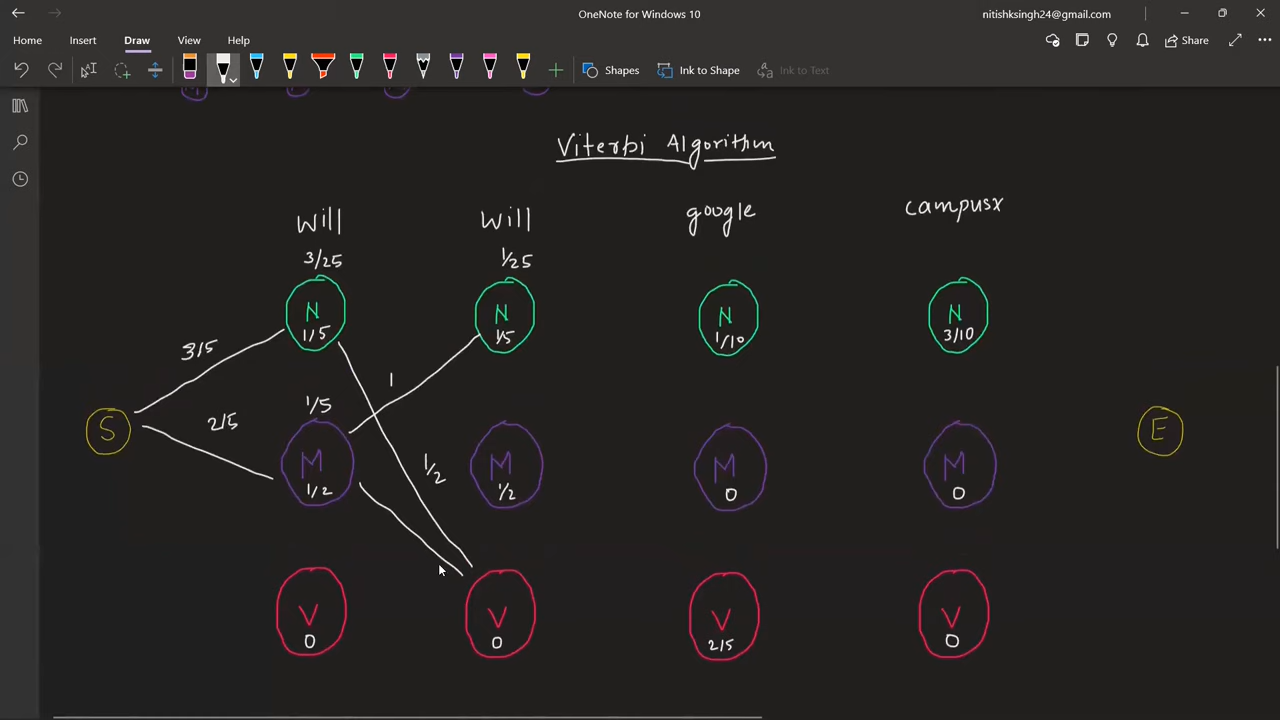 OneNote for Windows 10
nitishksingh24@gmail.com
Home Insert Draw View Help
Share
Shapes
Ink to Shape
Ink to Text
Viterbi Algorithm
Will Will google campusx
3/25 1/25
N N N N
1/5 1/5 1/10 3/10
3/5
1
1/5
2/5
S
M M M M
1/2 1/2 0 0
1/2
E
V V V V
0 0 2/5 0